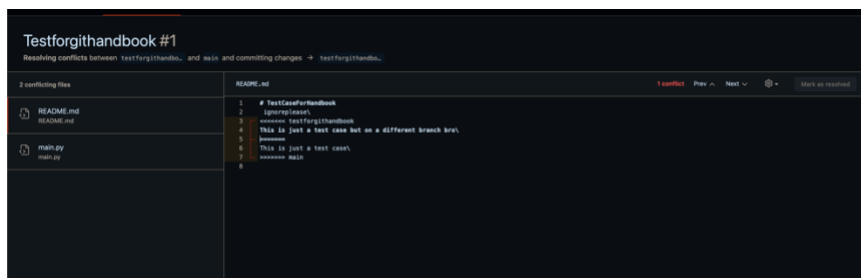 Testforgithandbook #1
Resolving conflicts between testforgithandbo… and main and committing changes → testforgithandbo…
2 conflicting files
README.md
README.md
main.py
main.py
README.md 1 conflict Prev Next Mark as resolved
1 # TestCaseForHandbook
2 ignoreplease\
3 <<<<<<< testforgithandbook
4 This is just a test case but on a different branch bro\
5 =======
6 This is just a test case\
7 >>>>>>> main
8